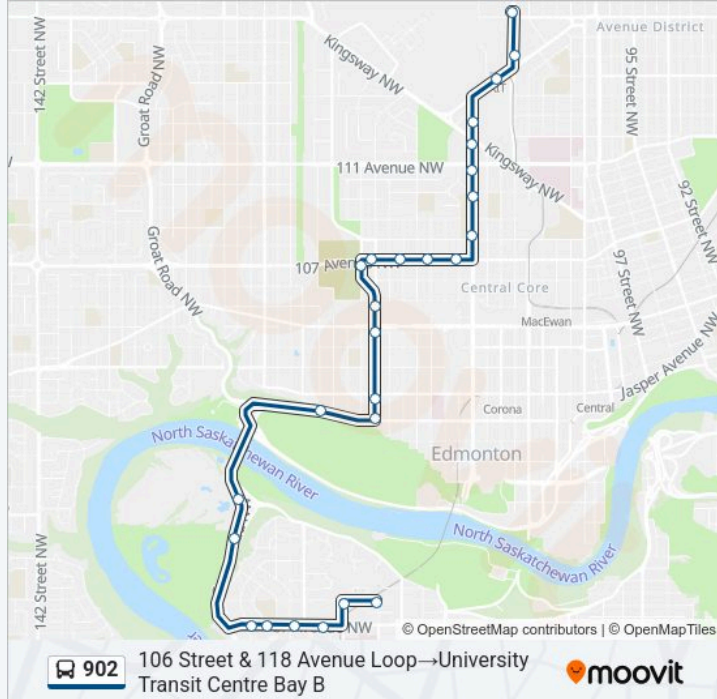 142 Street NW
Groat Road NW
Kingsway NW
Avenue District
95 Street NW
111 Avenue NW
Kingsway NW
92 Street NW
Groat Road NW
107 Avenue NW
Central Core
97 Street NW
MacEwan
Jasper Avenue NW
Corona
Central
North Saskatchewan River
Edmonton
North Saskatchewan River
142 Street NW
NW
© OpenStreetMap contributors | © OpenMapTiles
902
106 Street & 118 Avenue Loop→University
Transit Centre Bay B
moovit